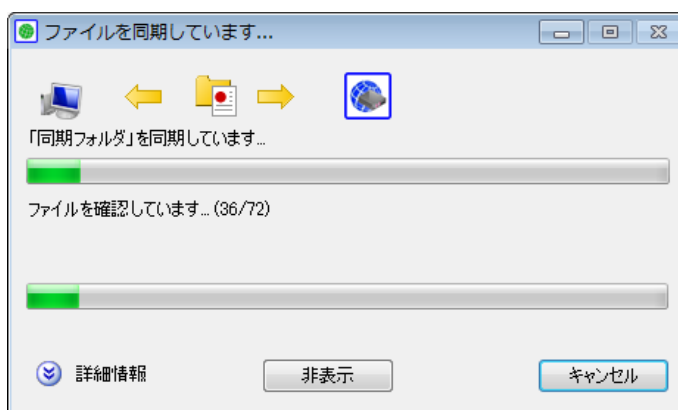 ファイルを同期しています...
「同期フォルダ」を同期しています...
ファイルを確認しています...(36/72)
詳細情報
非表示
キャンセル